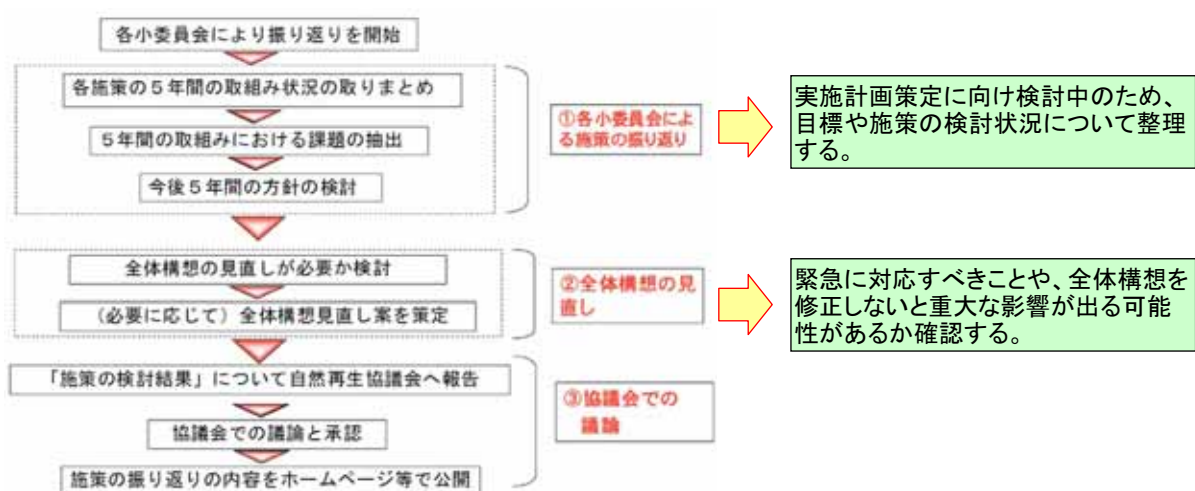 各小委員会により振り返りを開始
各施策の５年間の取組み状況の取りまとめ
５年間の取組みにおける課題の抽出
今後５年間の方針の検討
①各小委員会によ
る施策の振り返り
実施計画策定に向け検討中のため、
目標や施策の検討状況について整理
する。
全体構想の見直しが必要か検討
（必要に応じて）全体構想見直し案を策定
②全体構想の見
直し
緊急に対応すべきことや、全体構想を
修正しないと重大な影響が出る可能
性があるか確認する。
「施策の検討結果」について自然再生協議会へ報告
協議会での議論と承認
施策の振り返りの内容をホームページ等で公開
③協議会での
議論